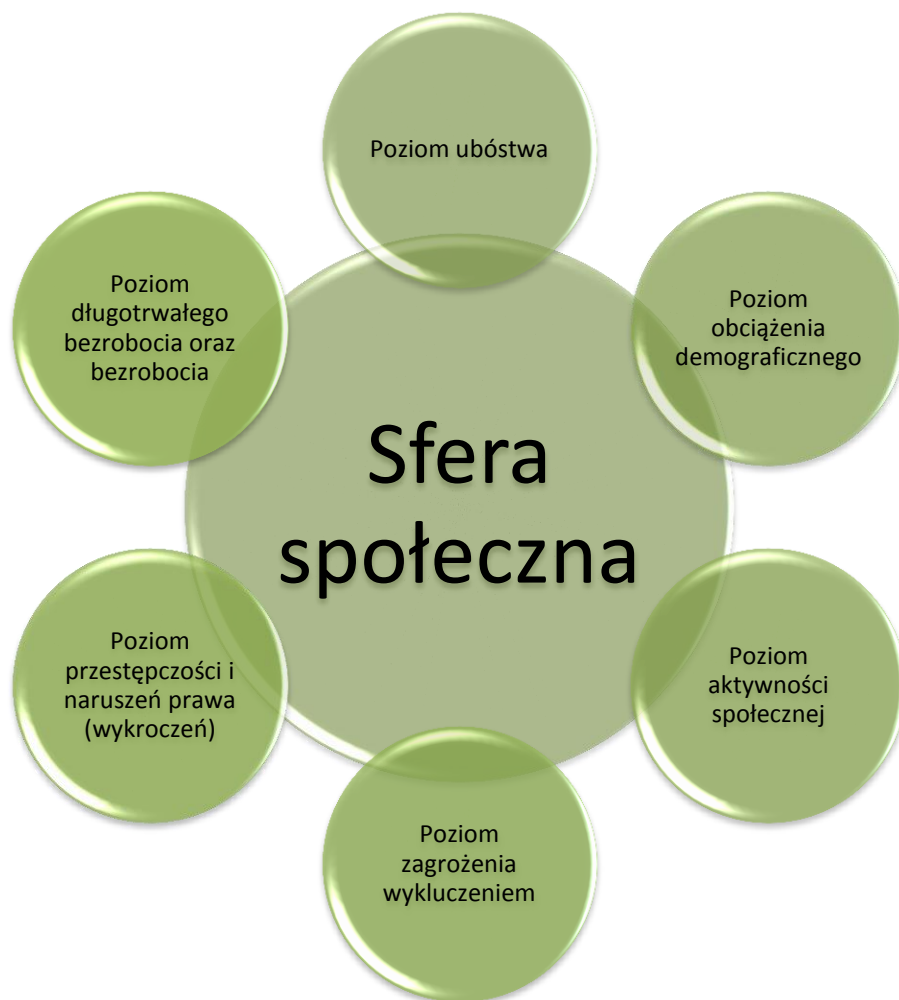 Poziom ubóstwa
Poziom
obciążenia
demograficznego
Poziom
aktywności
społecznej
Poziom
zagrożenia
wykluczeniem
Poziom
przestępczości i
naruszeń prawa
(wykroczeń)
Poziom
długotrwałego
bezrobocia oraz
bezrobocia
Sfera
społeczna